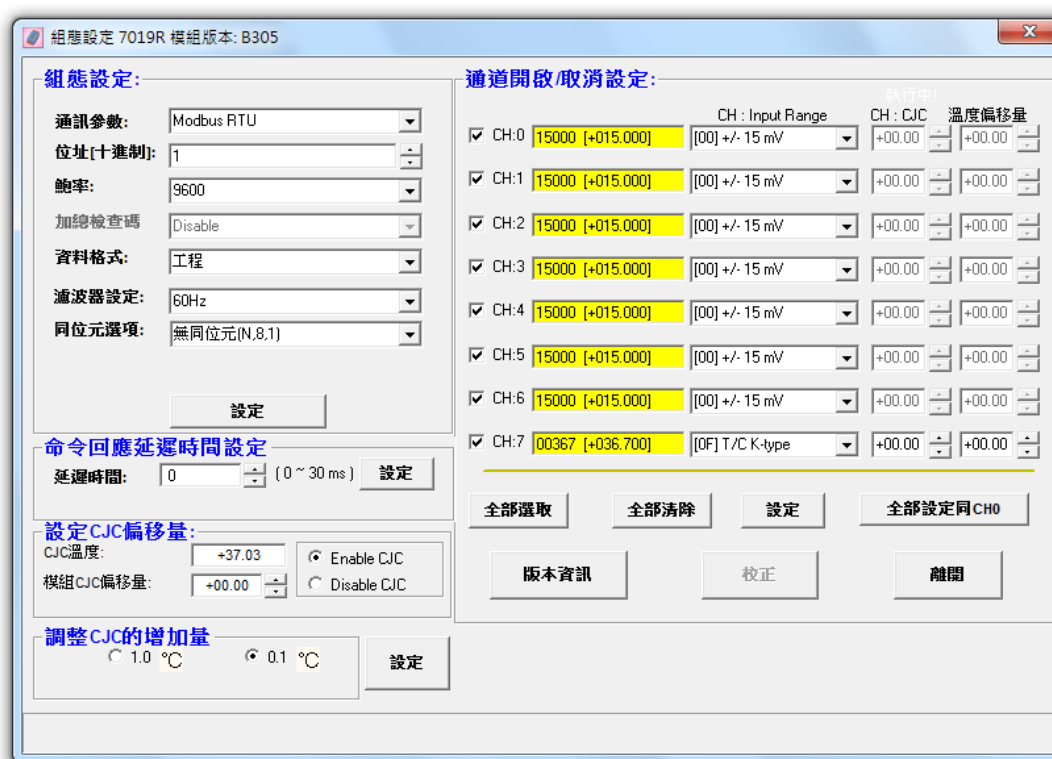 組態設定 7019R 模組版本: B305
組態設定:
通訊參數: Modbus RTU
位址[十進制]: 1
鮑率: 9600
加總檢查碼 Disable
資料格式: 工程
濾波器設定: 60Hz
同位元選項: 無同位元(N,8,1)
設定
命令回應延遲時間設定
延遲時間: 0 ( 0 ~ 30 ms ) 設定
設定CJC偏移量:
CJC溫度: +37.03
模組CJC偏移量: +00.00
Enable CJC
Disable CJC
調整CJC的增加量
1.0 °C 0.1 °C
設定
通道開啟/取消設定:
執行中!
CH : Input Range CH : CJC 溫度偏移量
CH:0 15000 [+015.000] [00] +/- 15 mV +00.00 +00.00
CH:1 15000 [+015.000] [00] +/- 15 mV +00.00 +00.00
CH:2 15000 [+015.000] [00] +/- 15 mV +00.00 +00.00
CH:3 15000 [+015.000] [00] +/- 15 mV +00.00 +00.00
CH:4 15000 [+015.000] [00] +/- 15 mV +00.00 +00.00
CH:5 15000 [+015.000] [00] +/- 15 mV +00.00 +00.00
CH:6 15000 [+015.000] [00] +/- 15 mV +00.00 +00.00
CH:7 00367 [+036.700] [0F] T/C K-type +00.00 +00.00
全部選取 全部清除 設定 全部設定同CH0
版本資訊 校正 離開